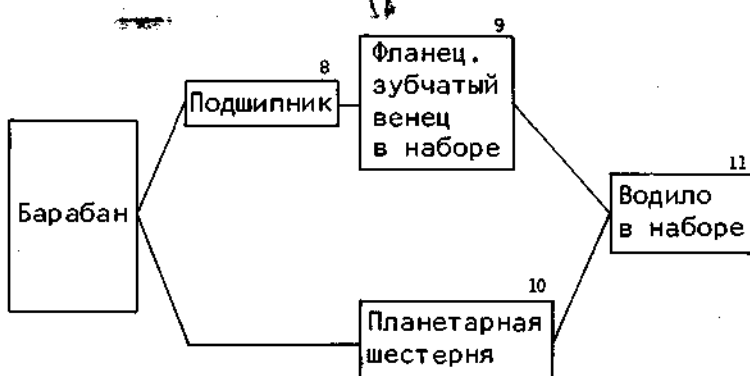 9
Фланец.
зубчатый
венец
в наборе
8
Подшипник
Барабан
11
Водило
в наборе
10
Планетарная
шестерня